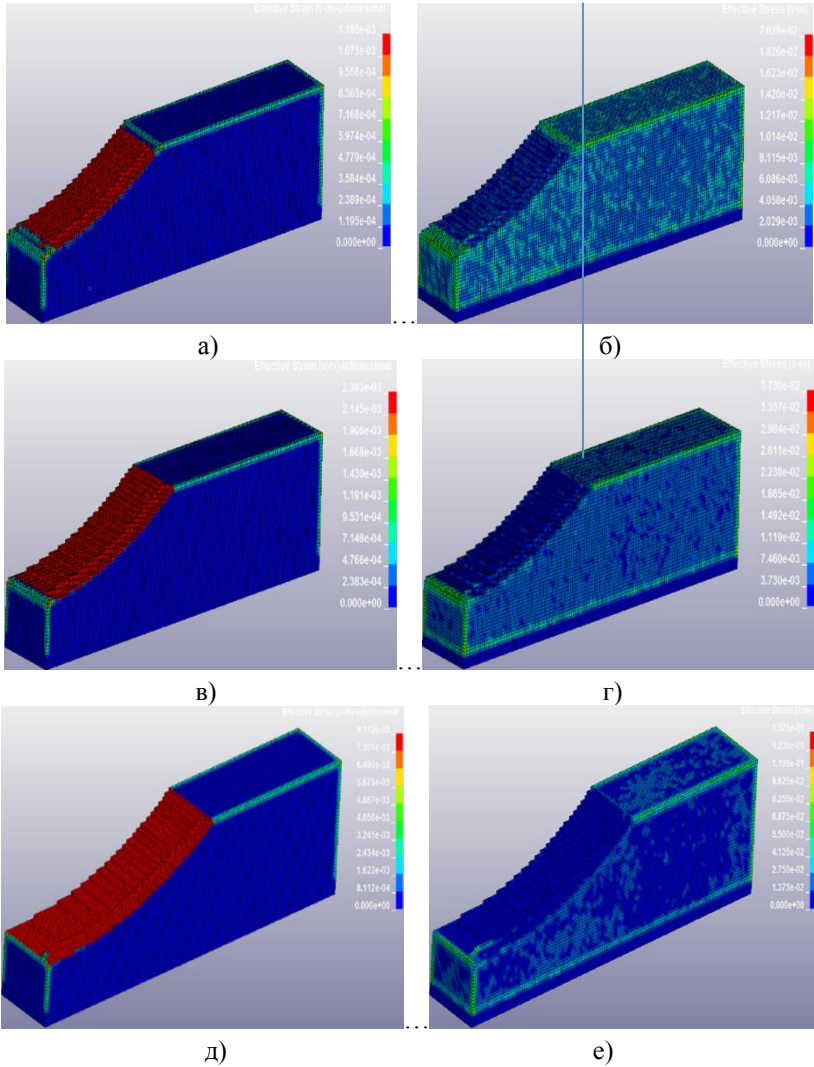 Effective Strain (v-m)-Infinitesimal
1.195e-03
1.075e-03
9.558e-04
8.363e-04
7.168e-04
5.974e-04
4.779e-04
3.584e-04
2.389e-04
1.195e-04
0.000e+00
Effective Stress (v-m)
2.029e-02
1.826e-02
1.623e-02
1.420e-02
1.217e-02
1.014e-02
8.115e-03
6.086e-03
4.058e-03
2.029e-03
0.000e+00
…
а)
б)
Effective Strain (v-m)-Infinitesimal
2.383e-03
2.145e-03
1.906e-03
1.668e-03
1.430e-03
1.191e-03
9.531e-04
7.148e-04
4.766e-04
2.383e-04
0.000e+00
Effective Stress (v-m)
3.730e-02
3.357e-02
2.984e-02
2.611e-02
2.238e-02
1.865e-02
1.492e-02
1.119e-02
7.460e-03
3.730e-03
0.000e+00
…
в)
г)
Effective Strain (v-m)-Infinitesimal
8.112e-03
7.301e-03
6.490e-03
5.679e-03
4.867e-03
4.056e-03
3.245e-03
2.434e-03
1.622e-03
8.112e-04
0.000e+00
Effective Stress (v-m)
1.375e-01
1.238e-01
1.100e-01
9.625e-02
8.250e-02
6.875e-02
5.500e-02
4.125e-02
2.750e-02
1.375e-02
0.000e+00
…
д)
е)